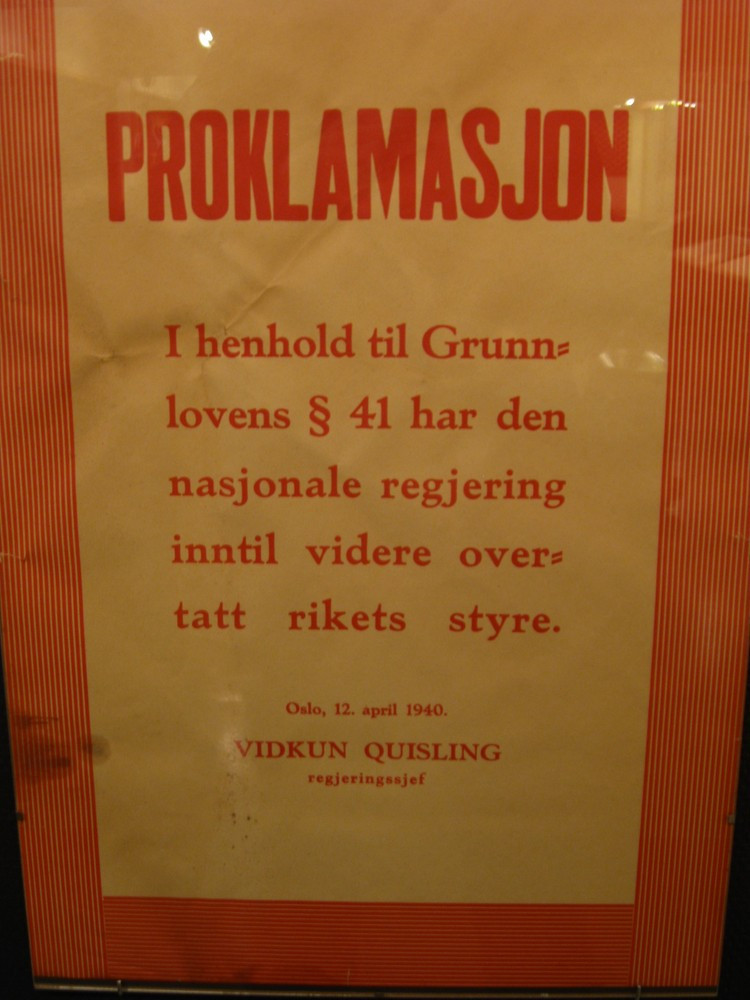 PROKLAMASJON
I henhold til Grunn=
lovens § 41 har den
nasjonale regjering
inntil videre over=
tatt rikets styre.
Oslo, 12. april 1940.
VIDKUN QUISLING
regjeringssjef